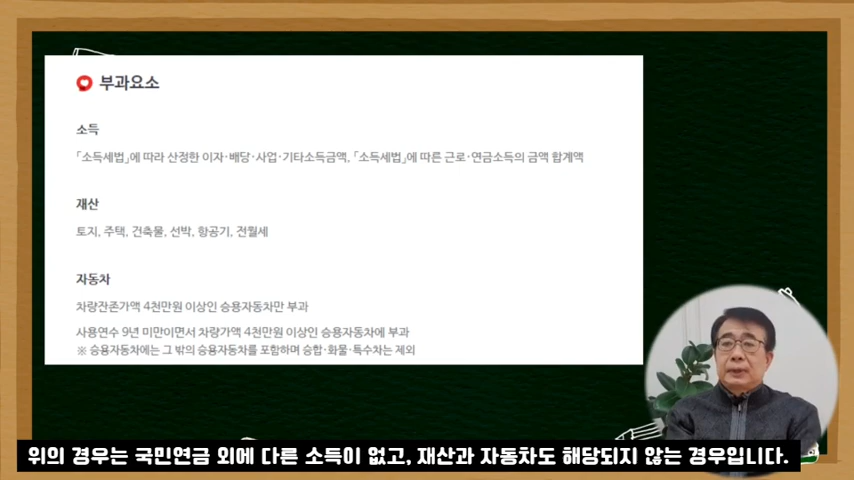 부과요소
소득
「소득세법」에 따라 산정한 이자·배당·사업·기타소득금액, 「소득세법」에 따른 근로·연금소득의 금액 합계액
재산
토지, 주택, 건축물, 선박, 항공기, 전월세
자동차
차량잔존가액 4천만원 이상인 승용자동차만 부과
사용연수 9년 미만이면서 차량가액 4천만원 이상인 승용자동차에 부과
※ 승용자동차에는 그 밖의 승용자동차를 포함하며 승합·화물·특수차는 제외
위의 경우는 국민연금 외에 다른 소득이 없고, 재산과 자동차도 해당되지 않는 경우입니다.